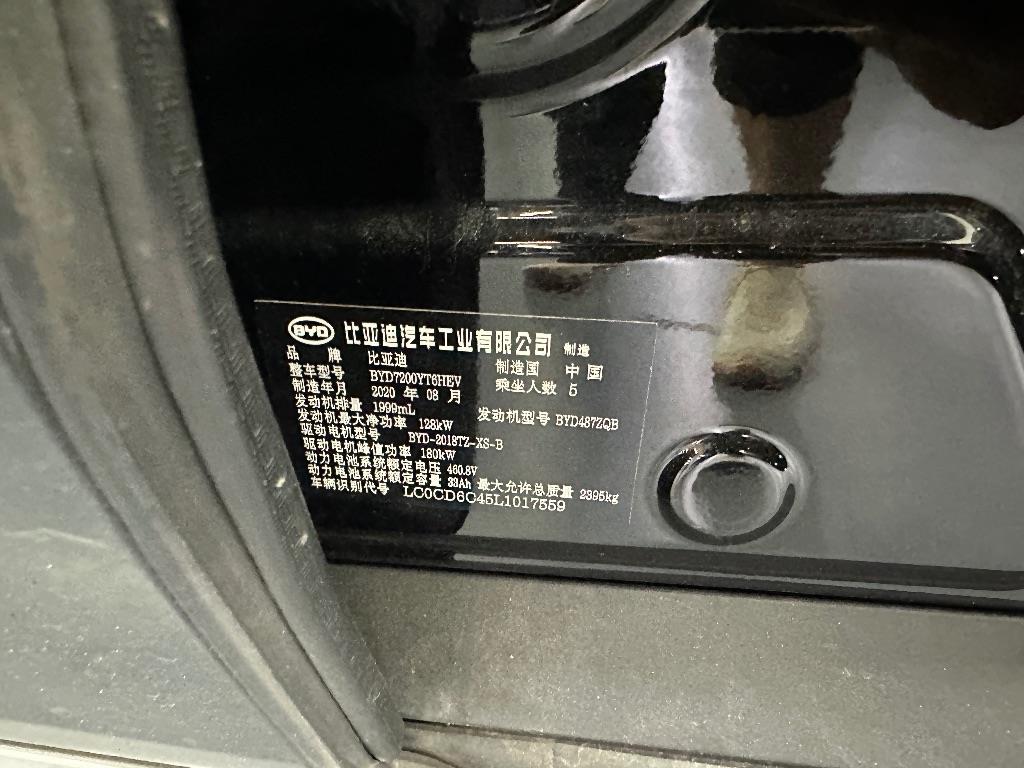 BYD 比亚迪汽车工业有限公司 制造
品 牌 比亚迪 制造国 中国
整车型号 BYD7200YT6HEV 乘坐人数 5
制造年月 2020 年 08 月
发动机排量 1999mL 发动机型号 BYD487ZQB
发动机最大净功率 128kW
驱动电机型号 BYD-2018TZ-XS-B
驱动电机峰值功率 180kW
动力电池系统额定电压 460.8V
动力电池系统额定容量 33Ah 最大允许总质量 2395kg
车辆识别代号 LC0CD6C45L1017559